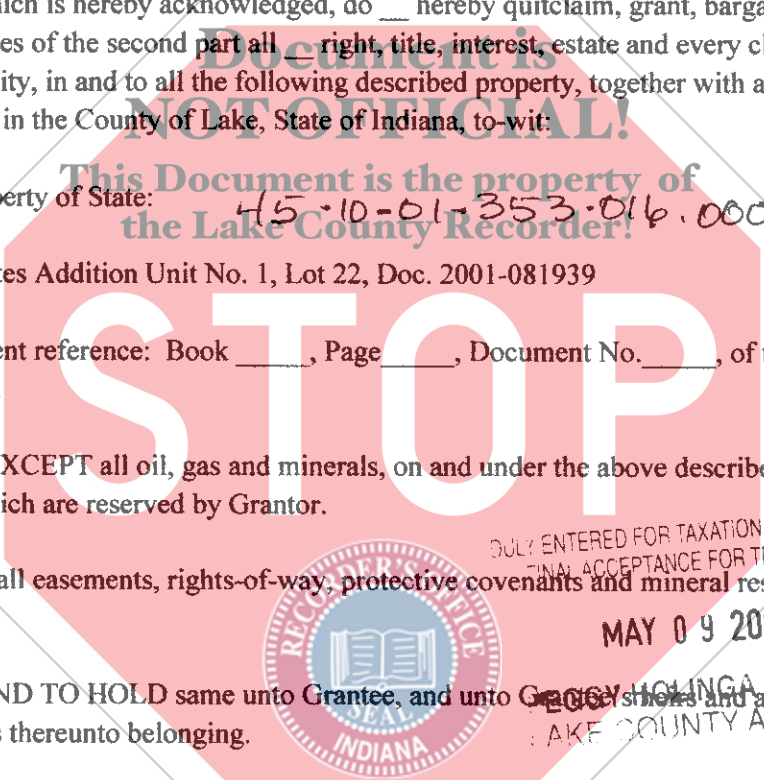 hich is hereby acknowledged, do __ hereby quitclaim, grant, barga
es of the second part all __ right, title, interest, estate and every cl
Document is
ity, in and to all the following described property, together with a
NOT OFFICIAL!
in the County of Lake, State of Indiana, to-wit:
This Document is the property of
perty of State: 45-10-01-353-016.000
the Lake County Recorder!
tes Addition Unit No. 1, Lot 22, Doc. 2001-081939
STOP
ent reference: Book _____, Page_____, Document No._____, of t
XCEPT all oil, gas and minerals, on and under the above describe
ich are reserved by Grantor.
DULY ENTERED FOR TAXATION
FINAL ACCEPTANCE FOR T
all easements, rights-of-way, protective covenants and mineral res
MAY 09 20
RECORDER'S OFFICE
SEAL
INDIANA
ND TO HOLD same unto Grantee, and unto Grantee's heirs and a
PEGGY HOLINGA
s thereunto belonging.
LAKE COUNTY A